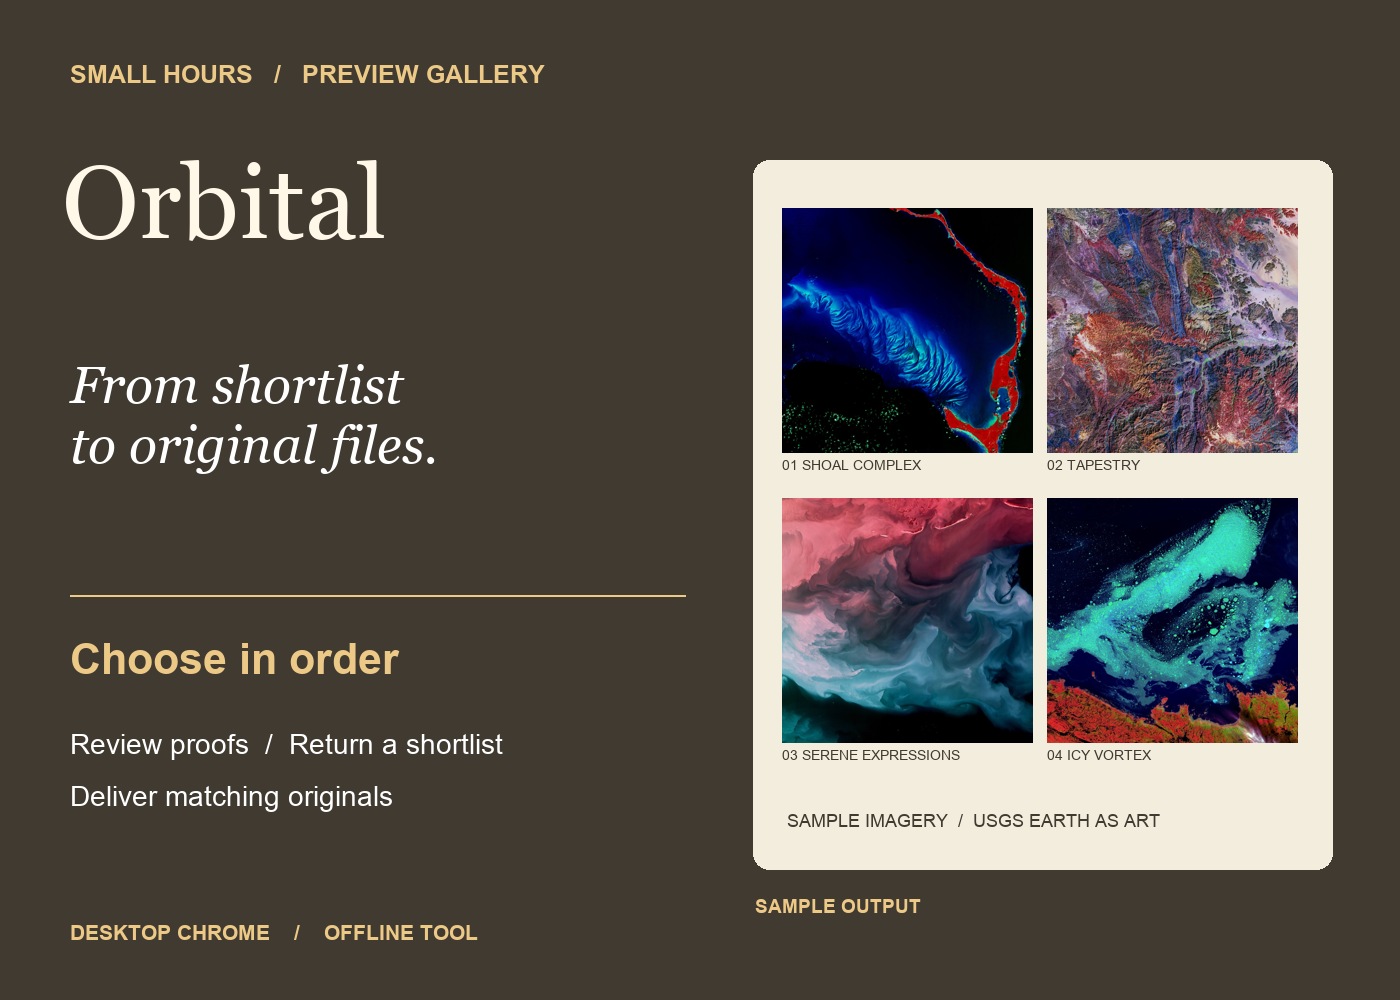 SMALL HOURS / PREVIEW GALLERY
Orbital
From shortlist
to original files.
Choose in order
Review proofs / Return a shortlist
Deliver matching originals
DESKTOP CHROME / OFFLINE TOOL
01 SHOAL COMPLEX
02 TAPESTRY
03 SERENE EXPRESSIONS
04 ICY VORTEX
SAMPLE IMAGERY / USGS EARTH AS ART
SAMPLE OUTPUT